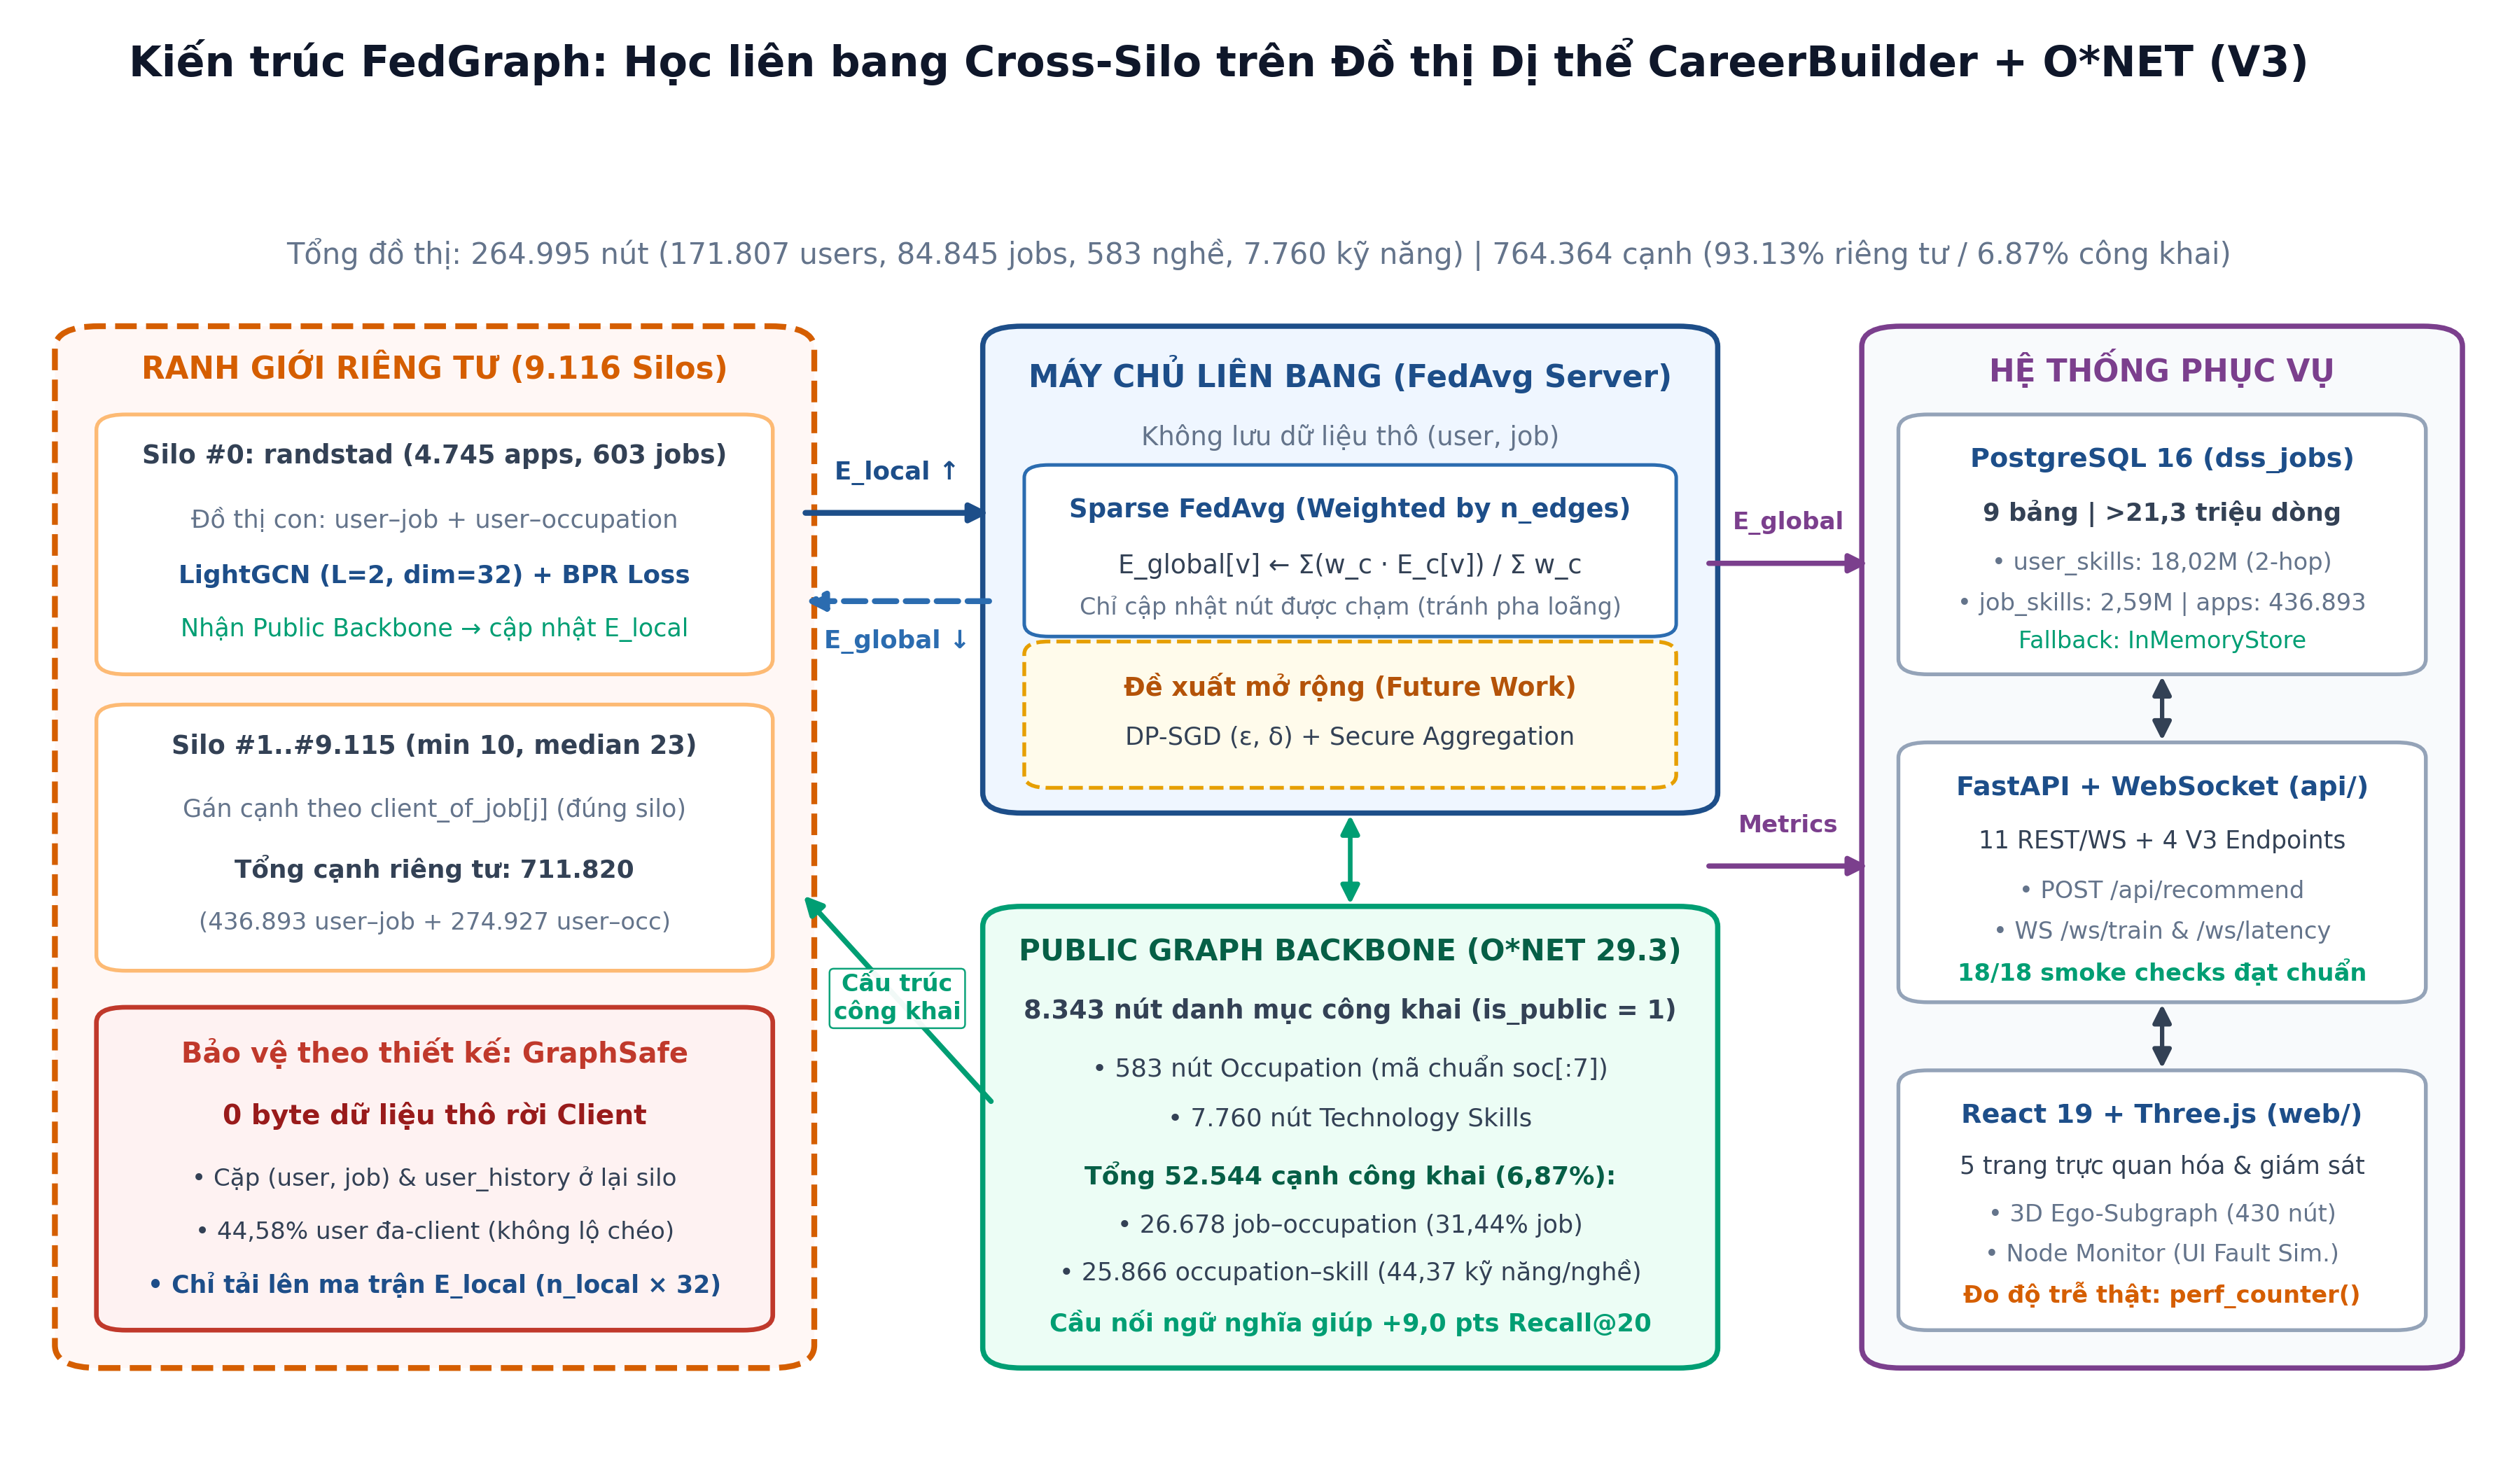 Kiến trúc FedGraph: Học liên bang Cross-Silo trên Đồ thị Dị thể CareerBuilder + O*NET (V3)
Tổng đồ thị: 264.995 nút (171.807 users, 84.845 jobs, 583 nghề, 7.760 kỹ năng) | 764.364 cạnh (93.13% riêng tư / 6.87% công khai)
RANH GIỚI RIÊNG TƯ (9.116 Silos)
Silo #0: randstad (4.745 apps, 603 jobs)
Đồ thị con: user–job + user–occupation
LightGCN (L=2, dim=32) + BPR Loss
Nhận Public Backbone → cập nhật E_local
Silo #1..#9.115 (min 10, median 23)
Gán cạnh theo client_of_job[j] (đúng silo)
Tổng cạnh riêng tư: 711.820
(436.893 user–job + 274.927 user–occ)
Bảo vệ theo thiết kế: GraphSafe
0 byte dữ liệu thô rời Client
• Cặp (user, job) & user_history ở lại silo
• 44,58% user đa-client (không lộ chéo)
• Chỉ tải lên ma trận E_local (n_local × 32)
E_local ↑
E_global ↓
Cấu trúc
công khai
MÁY CHỦ LIÊN BANG (FedAvg Server)
Không lưu dữ liệu thô (user, job)
Sparse FedAvg (Weighted by n_edges)
E_global[v] ← Σ(w_c · E_c[v]) / Σ w_c
Chỉ cập nhật nút được chạm (tránh pha loãng)
Đề xuất mở rộng (Future Work)
DP-SGD (ε, δ) + Secure Aggregation
PUBLIC GRAPH BACKBONE (O*NET 29.3)
8.343 nút danh mục công khai (is_public = 1)
• 583 nút Occupation (mã chuẩn soc[:7])
• 7.760 nút Technology Skills
Tổng 52.544 cạnh công khai (6,87%):
• 26.678 job–occupation (31,44% job)
• 25.866 occupation–skill (44,37 kỹ năng/nghề)
Cầu nối ngữ nghĩa giúp +9,0 pts Recall@20
E_global
Metrics
HỆ THỐNG PHỤC VỤ
PostgreSQL 16 (dss_jobs)
9 bảng | >21,3 triệu dòng
• user_skills: 18,02M (2-hop)
• job_skills: 2,59M | apps: 436.893
Fallback: InMemoryStore
FastAPI + WebSocket (api/)
11 REST/WS + 4 V3 Endpoints
• POST /api/recommend
• WS /ws/train & /ws/latency
18/18 smoke checks đạt chuẩn
React 19 + Three.js (web/)
5 trang trực quan hóa & giám sát
• 3D Ego-Subgraph (430 nút)
• Node Monitor (UI Fault Sim.)
Đo độ trễ thật: perf_counter()